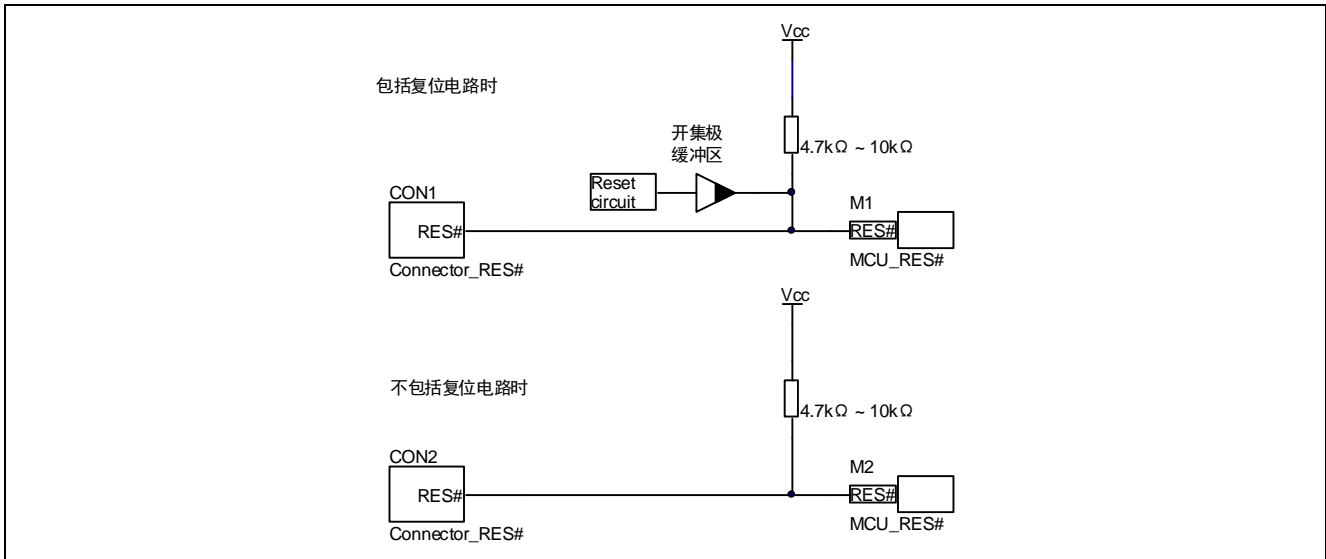 Vcc
包括复位电路时
开集极
缓冲区
4.7kΩ ~ 10kΩ
Reset
circuit
CON1
RES#
Connector_RES#
M1
RES#
MCU_RES#
Vcc
不包括复位电路时
4.7kΩ ~ 10kΩ
CON2
RES#
Connector_RES#
M2
RES#
MCU_RES#